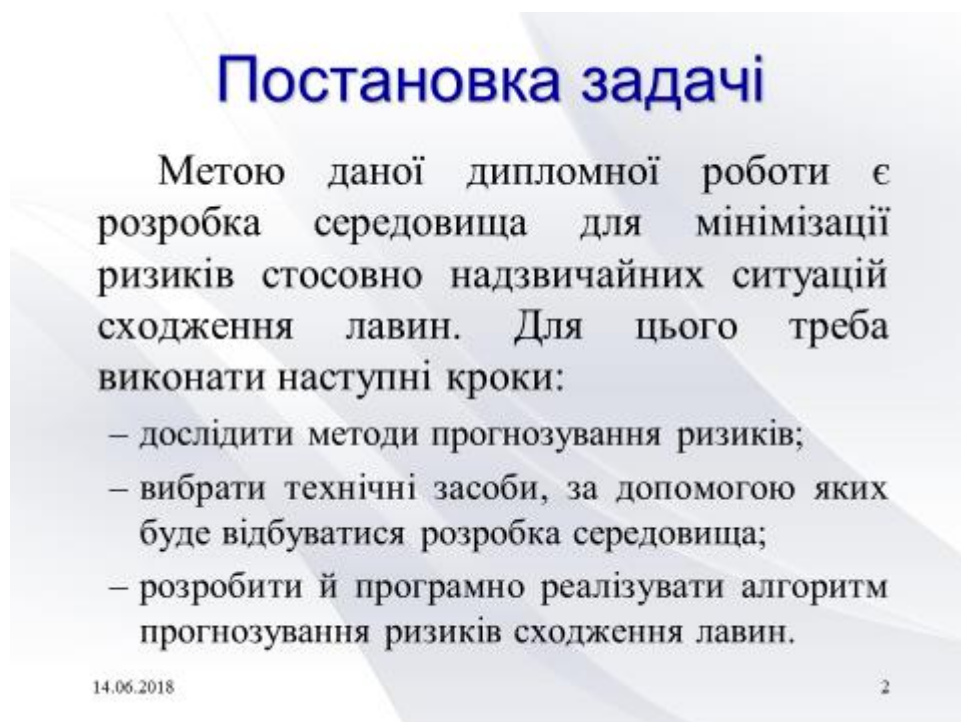 Постановка задачі
Метою даної дипломної роботи є
розробка середовища для мінімізації
ризиків стосовно надзвичайних ситуацій
сходження лавин. Для цього треба
виконати наступні кроки:
– дослідити методи прогнозування ризиків;
– вибрати технічні засоби, за допомогою яких
буде відбуватися розробка середовища;
– розробити й програмно реалізувати алгоритм
прогнозування ризиків сходження лавин.
14.06.2018
2